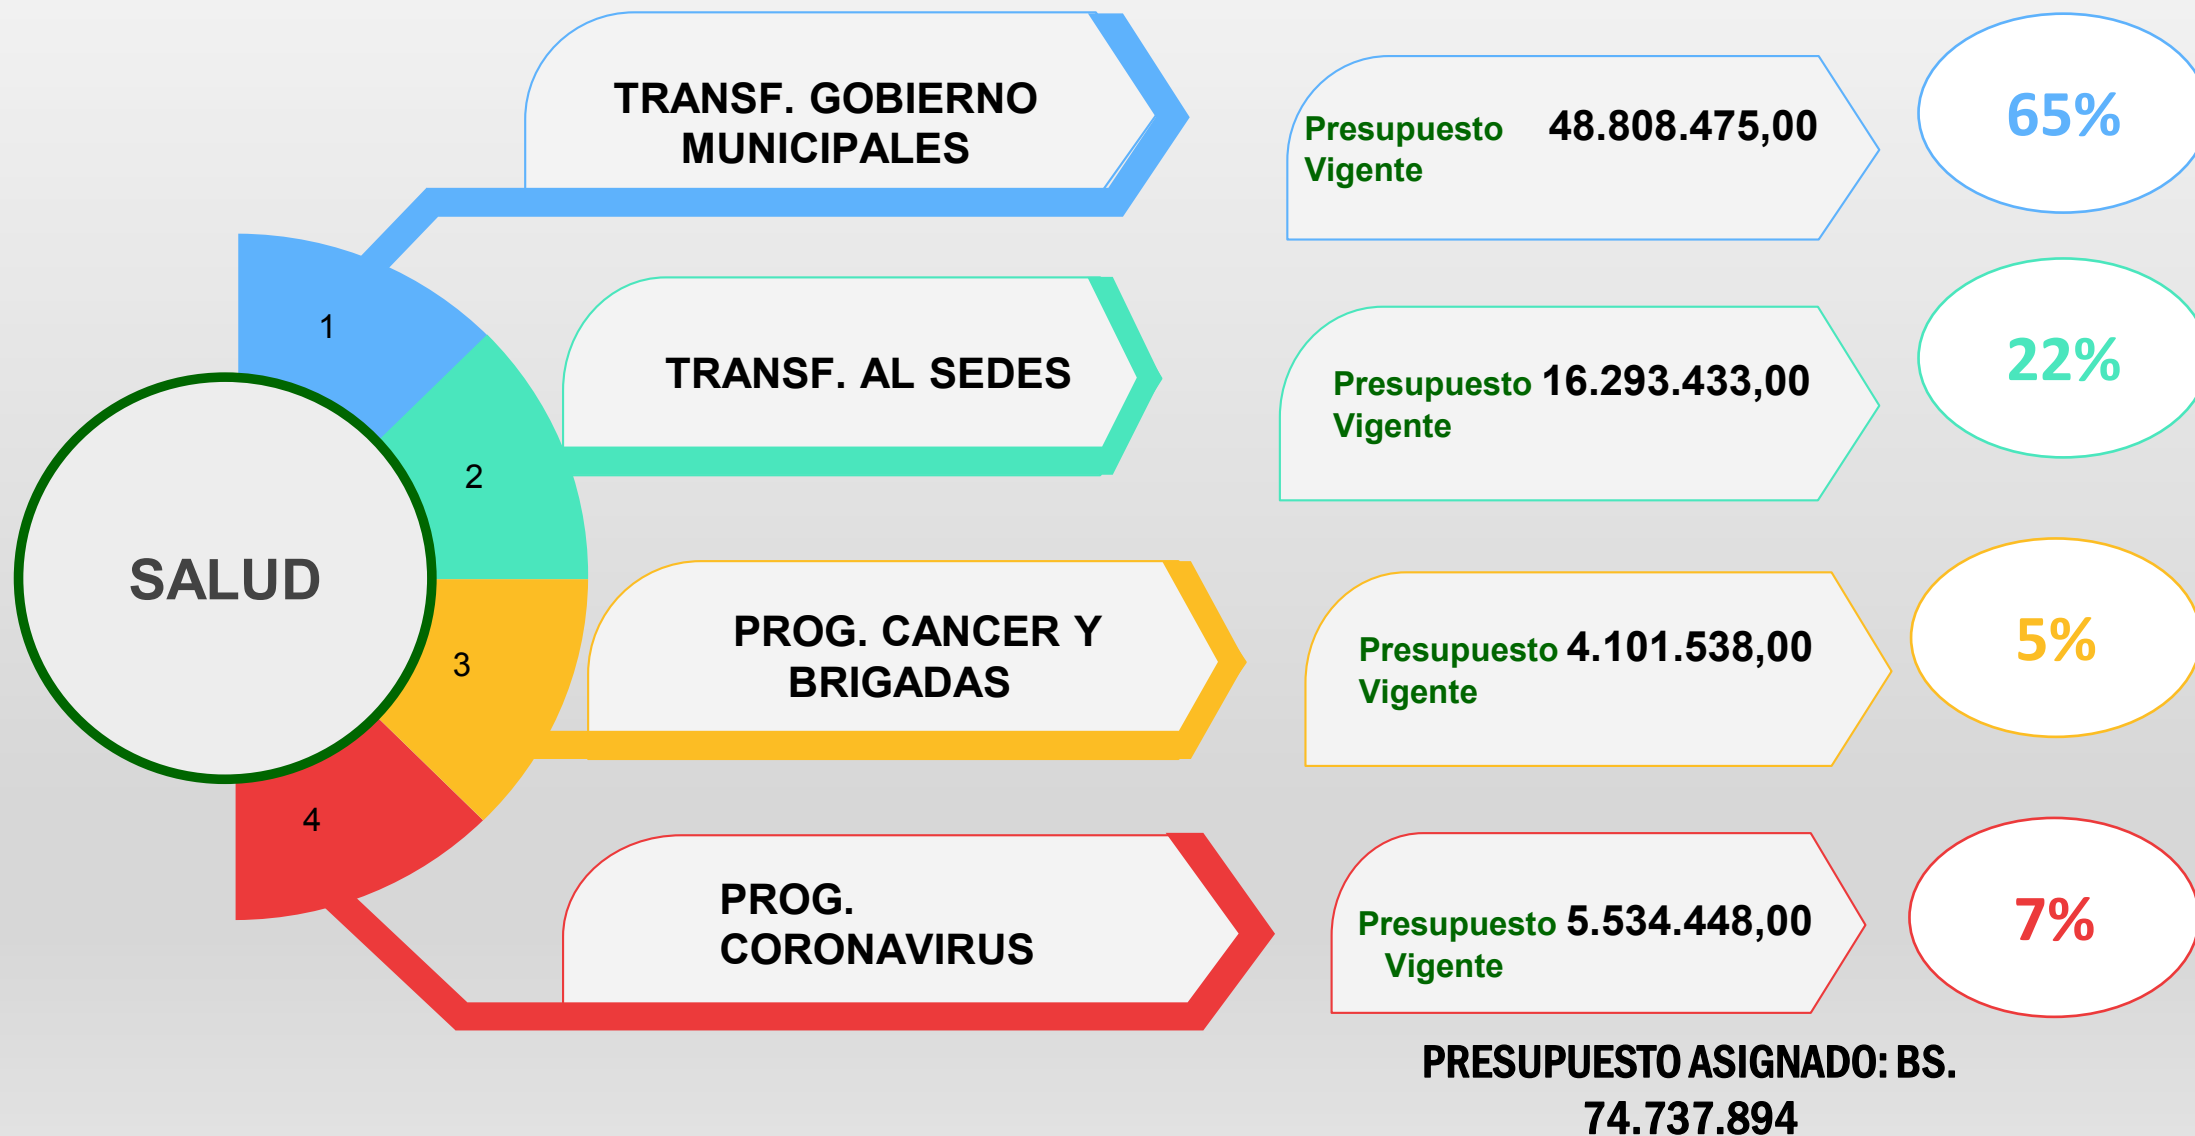 TRANSF. GOBIERNO
MUNICIPALES
Presupuesto 48.808.475,00
Vigente
65%
1
TRANSF. AL SEDES
Presupuesto 16.293.433,00
Vigente
22%
2
SALUD
3
PROG. CANCER Y
BRIGADAS
Presupuesto 4.101.538,00
Vigente
5%
4
PROG.
CORONAVIRUS
Presupuesto 5.534.448,00
Vigente
7%
PRESUPUESTO ASIGNADO: BS.
74.737.894